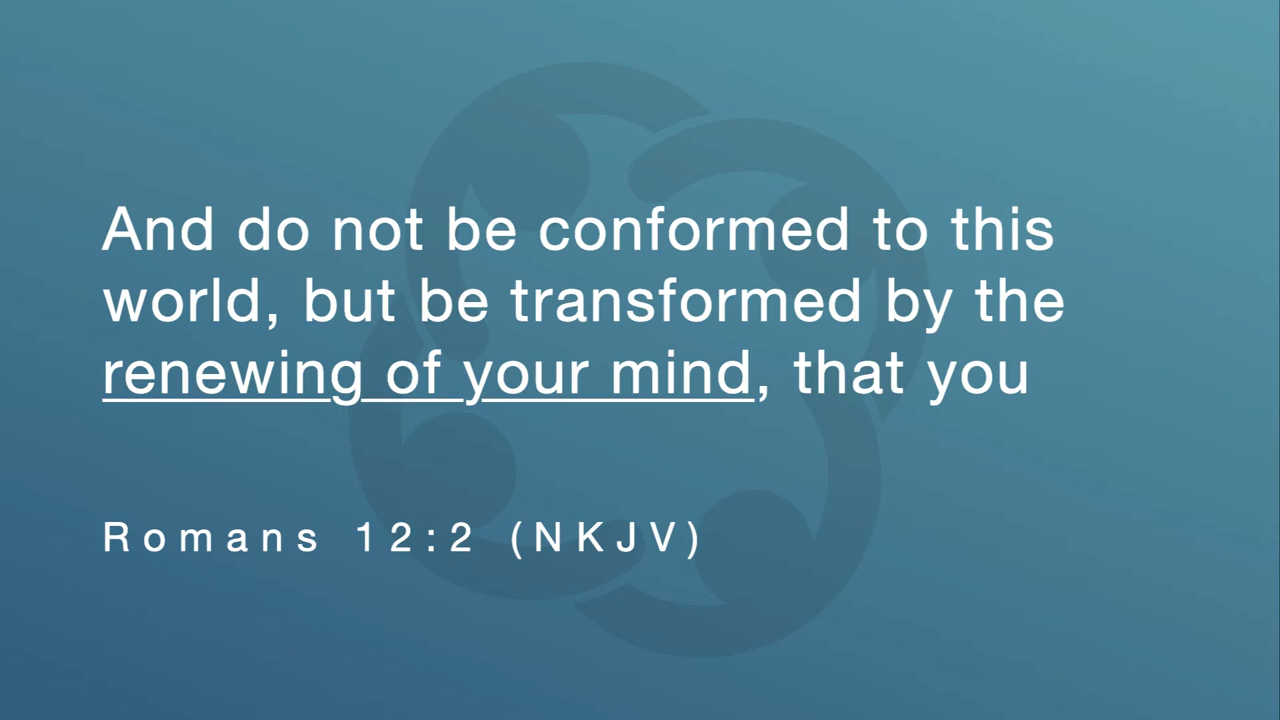 And do not be conformed to this
world, but be transformed by the
renewing of your mind, that you
Romans 12:2 (NKJV)